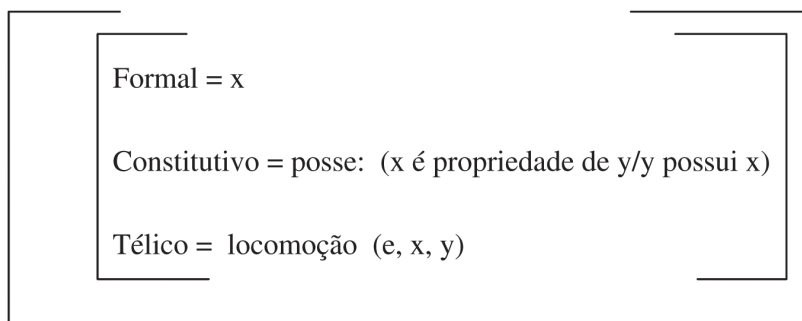 Formal = x
Constitutivo = posse: (x é propriedade de y/y possui x)
Télico = locomoção (e, x, y)